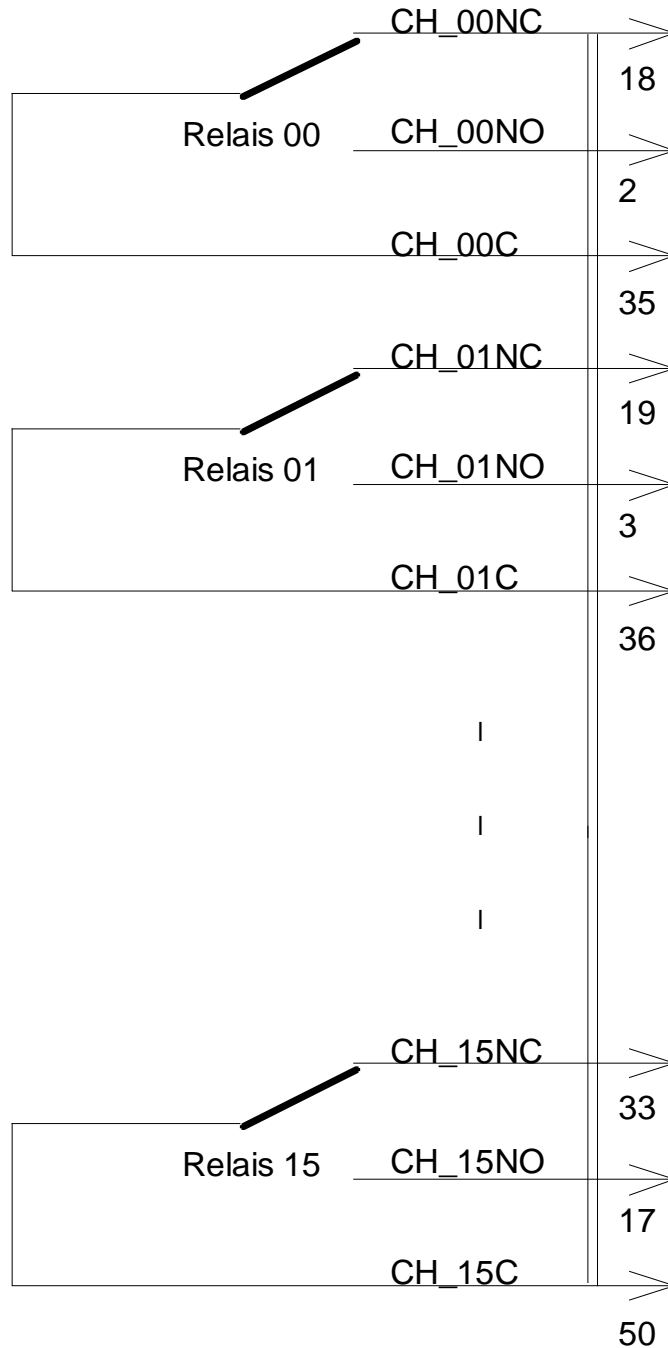 CH_00NC
18
Relais 00
CH_00NO
2
CH_00C
35
CH_01NC
19
Relais 01
CH_01NO
3
CH_01C
36
CH_15NC
33
Relais 15
CH_15NO
17
CH_15C
50